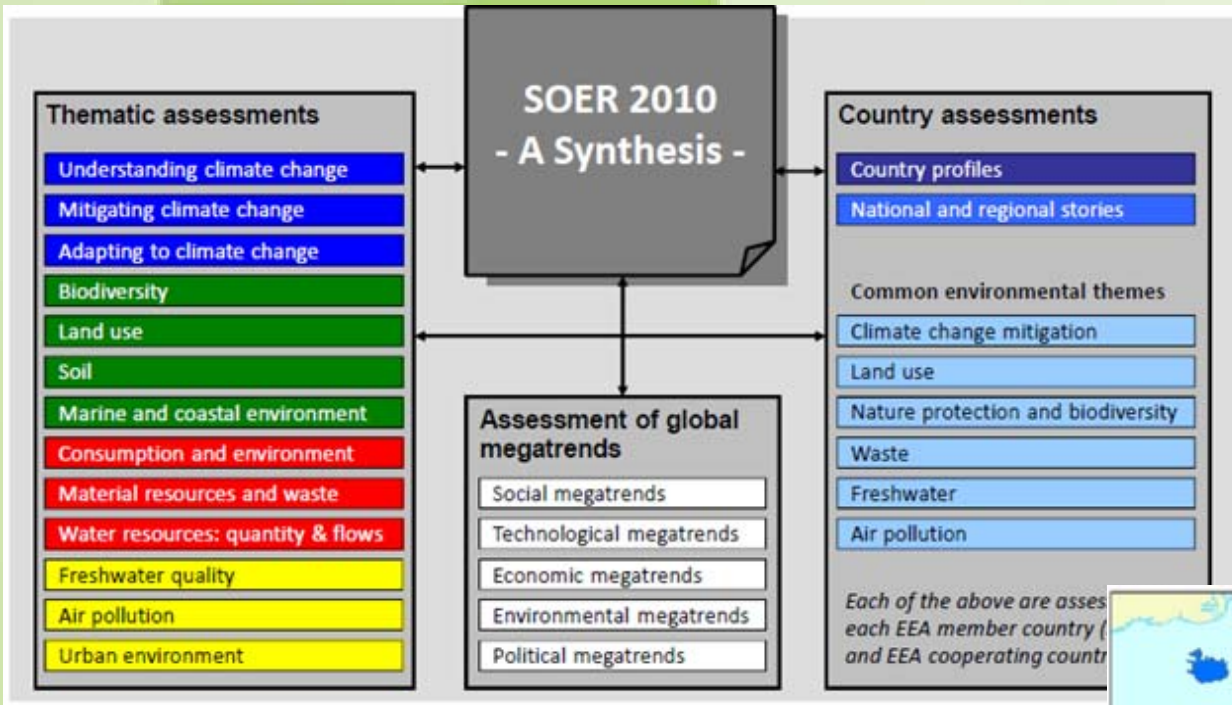 SOER 2010
- A Synthesis -
Thematic assessments
Understanding climate change
Mitigating climate change
Adapting to climate change
Biodiversity
Land use
Soil
Marine and coastal environment
Consumption and environment
Material resources and waste
Water resources: quantity & flows
Freshwater quality
Air pollution
Urban environment
Assessment of global
megatrends
Social megatrends
Technological megatrends
Economic megatrends
Environmental megatrends
Political megatrends
Country assessments
Country profiles
National and regional stories
Common environmental themes
Climate change mitigation
Land use
Nature protection and biodiversity
Waste
Freshwater
Air pollution
Each of the above are
each EEA member country (
and EEA cooperating